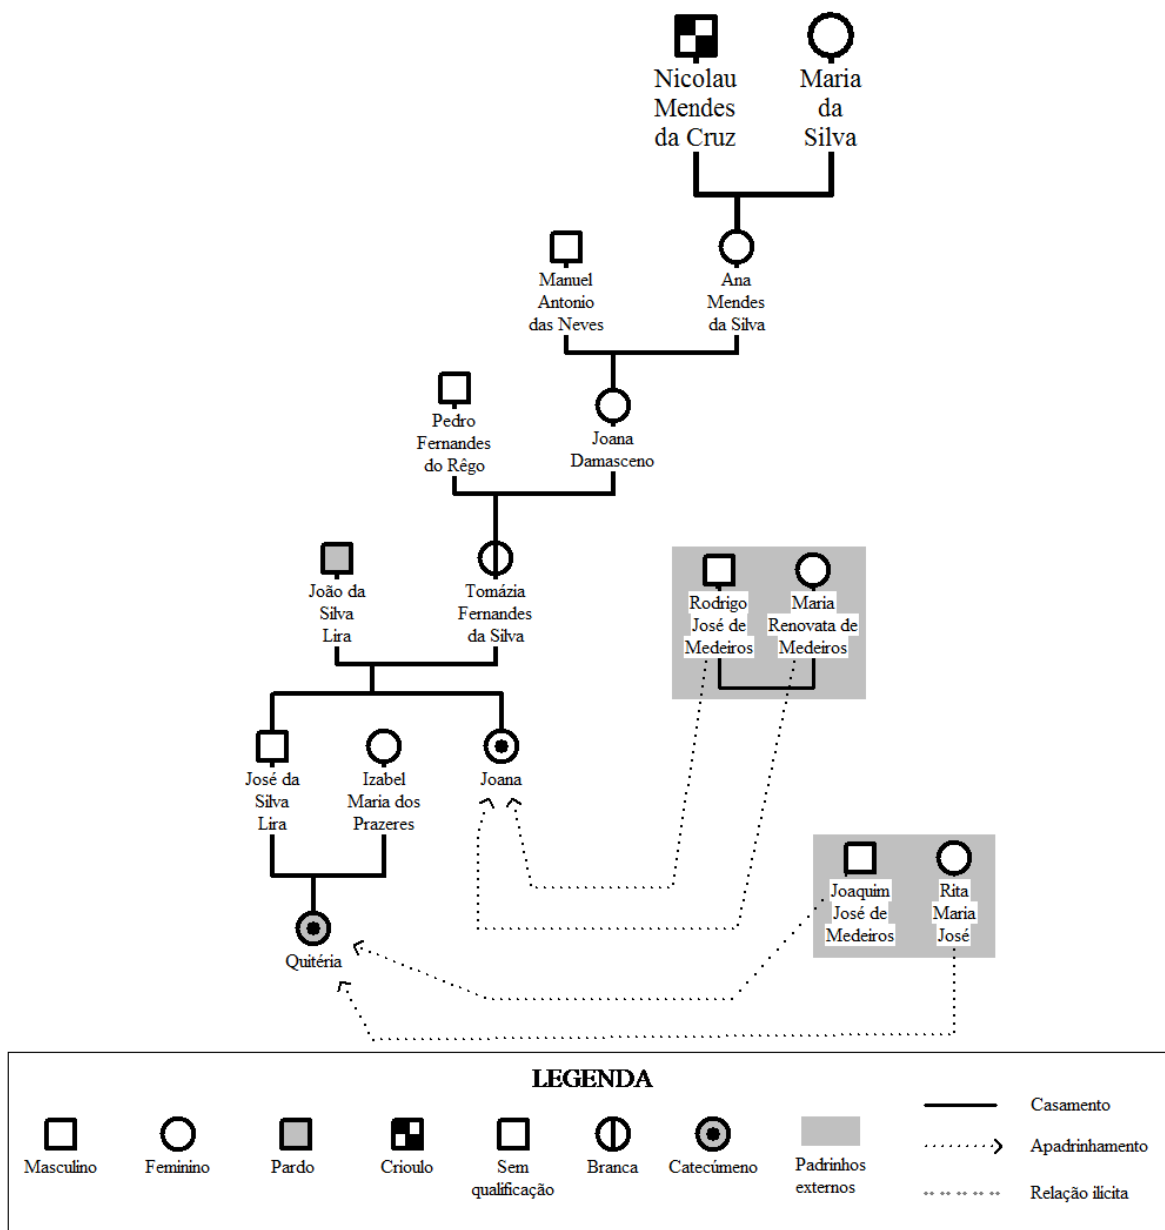 Nicolau
Mendes
da Cruz
Maria
da
Silva
Manuel
Antonio
das Neves
Ana
Mendes
da Silva
Pedro
Fernandes
do Rêgo
Joana
Damasceno
João da
Silva
Lira
Tomázia
Fernandes
da Silva
Rodrigo
José de
Medeiros
Maria
Renovata de
Medeiros
José da
Silva
Lira
Izabel
Maria dos
Prazeres
Joana
Joaquim
José de
Medeiros
Rita
Maria
José
Quitéria
LEGENDA
Masculino
Feminino
Pardo
Crioulo
Sem
qualificação
Branca
Catecúmeno
Padrinhos
externos
Casamento
Apadrinhamento
Relação ilícita